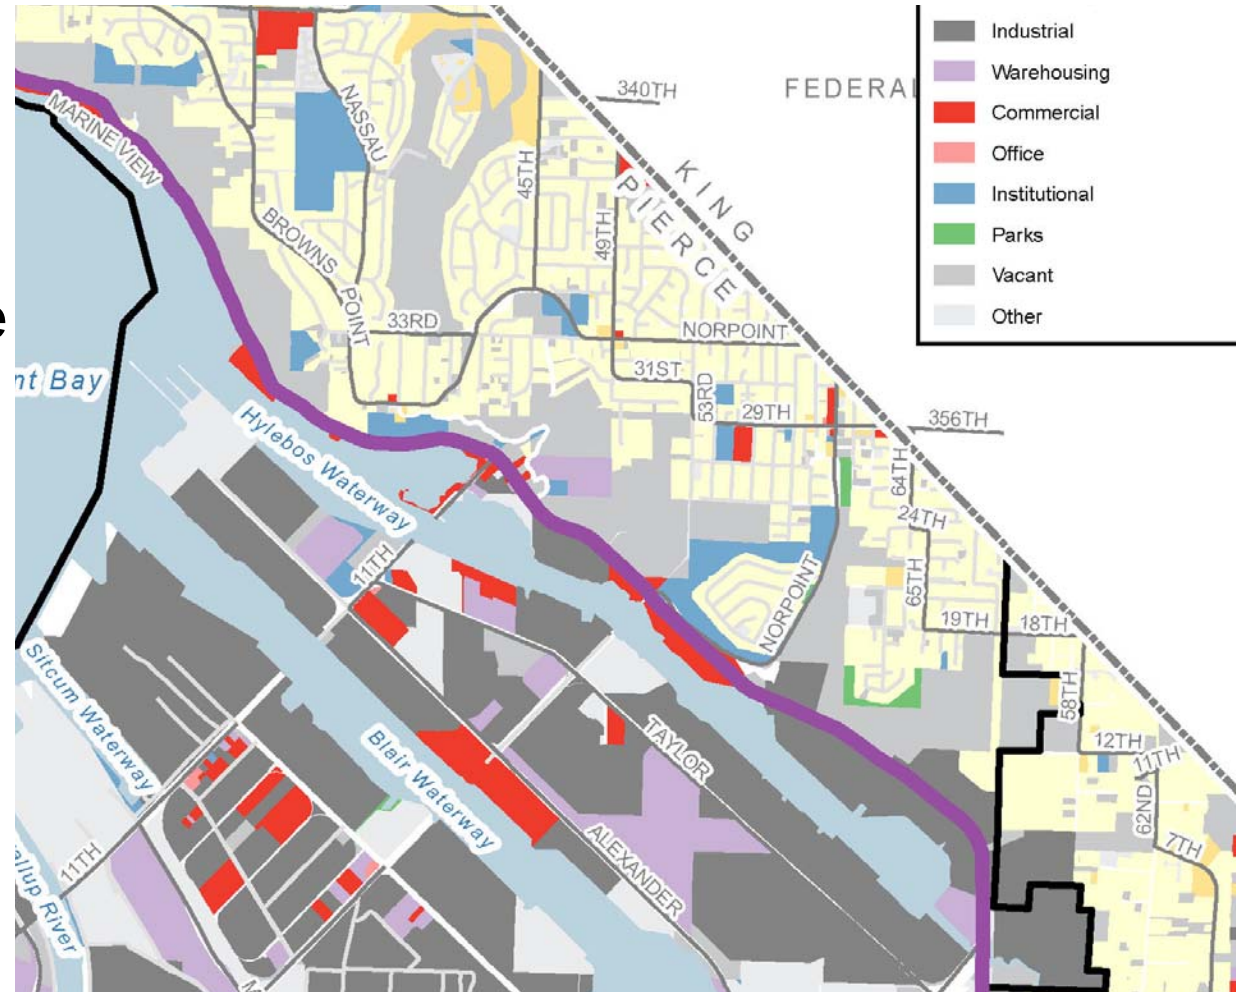 Industrial
Warehousing
Commercial
Office
Institutional
Parks
Vacant
Other
340TH
FEDERAL
KING
PIERCE
MARINE VIEW
NASSAU
45TH
49TH
BROWNS POINT
33RD
NORPOINT
31ST
53RD
29TH
356TH
nt Bay
e
Hylebos Waterway
64TH
24TH
11TH
65TH
NORPOINT
19TH
18TH
Sitcum Waterway
58TH
TAYLOR
12TH
11TH
Blair Waterway
62ND
ALEXANDER
7TH
11TH
allup River
M